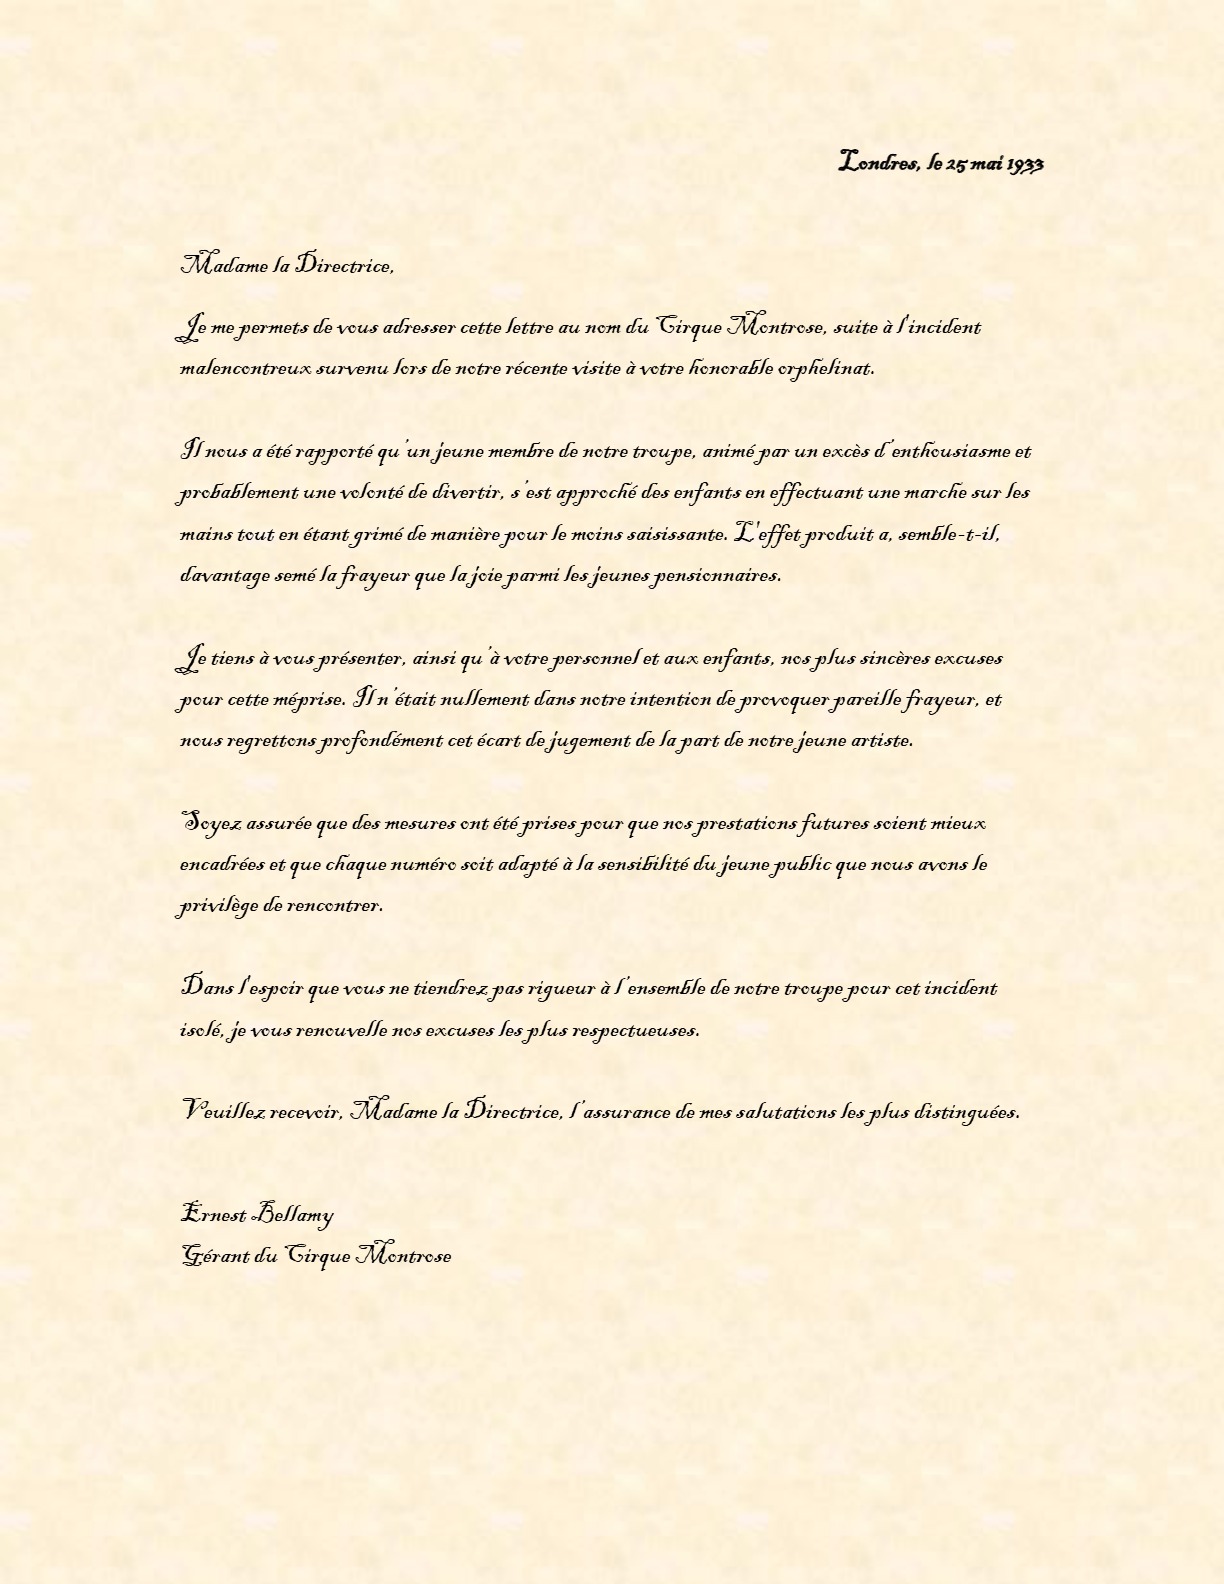 Londres, le 25 mai 1933
Madame la Directrice,
Je me permets de vous adresser cette lettre au nom du Cirque Montrose, suite à l'incident
malencontreux survenu lors de notre récente visite à votre honorable orphelinat.
Il nous a été rapporté qu'un jeune membre de notre troupe, animé par un excès d'enthousiasme et
probablement une volonté de divertir, s'est approché des enfants en effectuant une marche sur les
mains tout en étant grimé de manière pour le moins saisissante. L'effet produit a, semble-t-il,
davantage semé la frayeur que la joie parmi les jeunes pensionnaires.
Je tiens à vous présenter, ainsi qu'à votre personnel et aux enfants, nos plus sincères excuses
pour cette méprise. Il n'était nullement dans notre intention de provoquer pareille frayeur, et
nous regrettons profondément cet écart de jugement de la part de notre jeune artiste.
Soyez assurée que des mesures ont été prises pour que nos prestations futures soient mieux
encadrées et que chaque numéro soit adapté à la sensibilité du jeune public que nous avons le
privilège de rencontrer.
Dans l'espoir que vous ne tiendrez pas rigueur à l'ensemble de notre troupe pour cet incident
isolé, je vous renouvelle nos excuses les plus respectueuses.
Veuillez recevoir, Madame la Directrice, l'assurance de mes salutations les plus distinguées.
Ernest Bellamy
Gérant du Cirque Montrose